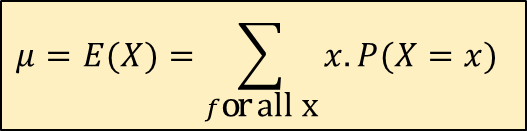 μ = E(X) = ∑ x. P(X = x)
for all x